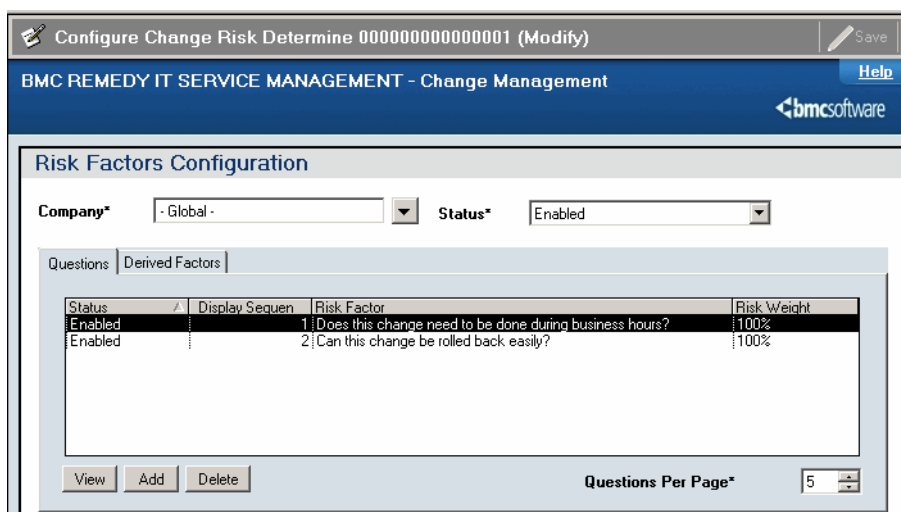 Configure Change Risk Determine 000000000000001 (Modify)
Save
Help
BMC REMEDY IT SERVICE MANAGEMENT - Change Management
bmcsoftware
Risk Factors Configuration
Company* - Global - Status* Enabled
Questions Derived Factors
Status Display Sequen Risk Factor Risk Weight
Enabled 1 Does this change need to be done during business hours? 100%
Enabled 2 Can this change be rolled back easily? 100%
View Add Delete Questions Per Page* 5